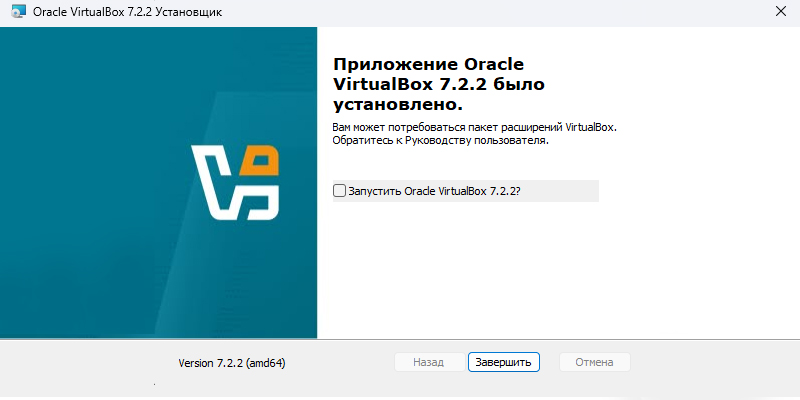 Oracle VirtualBox 7.2.2 Установщик
Приложение Oracle
VirtualBox 7.2.2 было
установлено.
Вам может потребоваться пакет расширений VirtualBox.
Обратитесь к Руководству пользователя.
Запустить Oracle VirtualBox 7.2.2?
Version 7.2.2 (amd64)
Назад
Завершить
Отмена